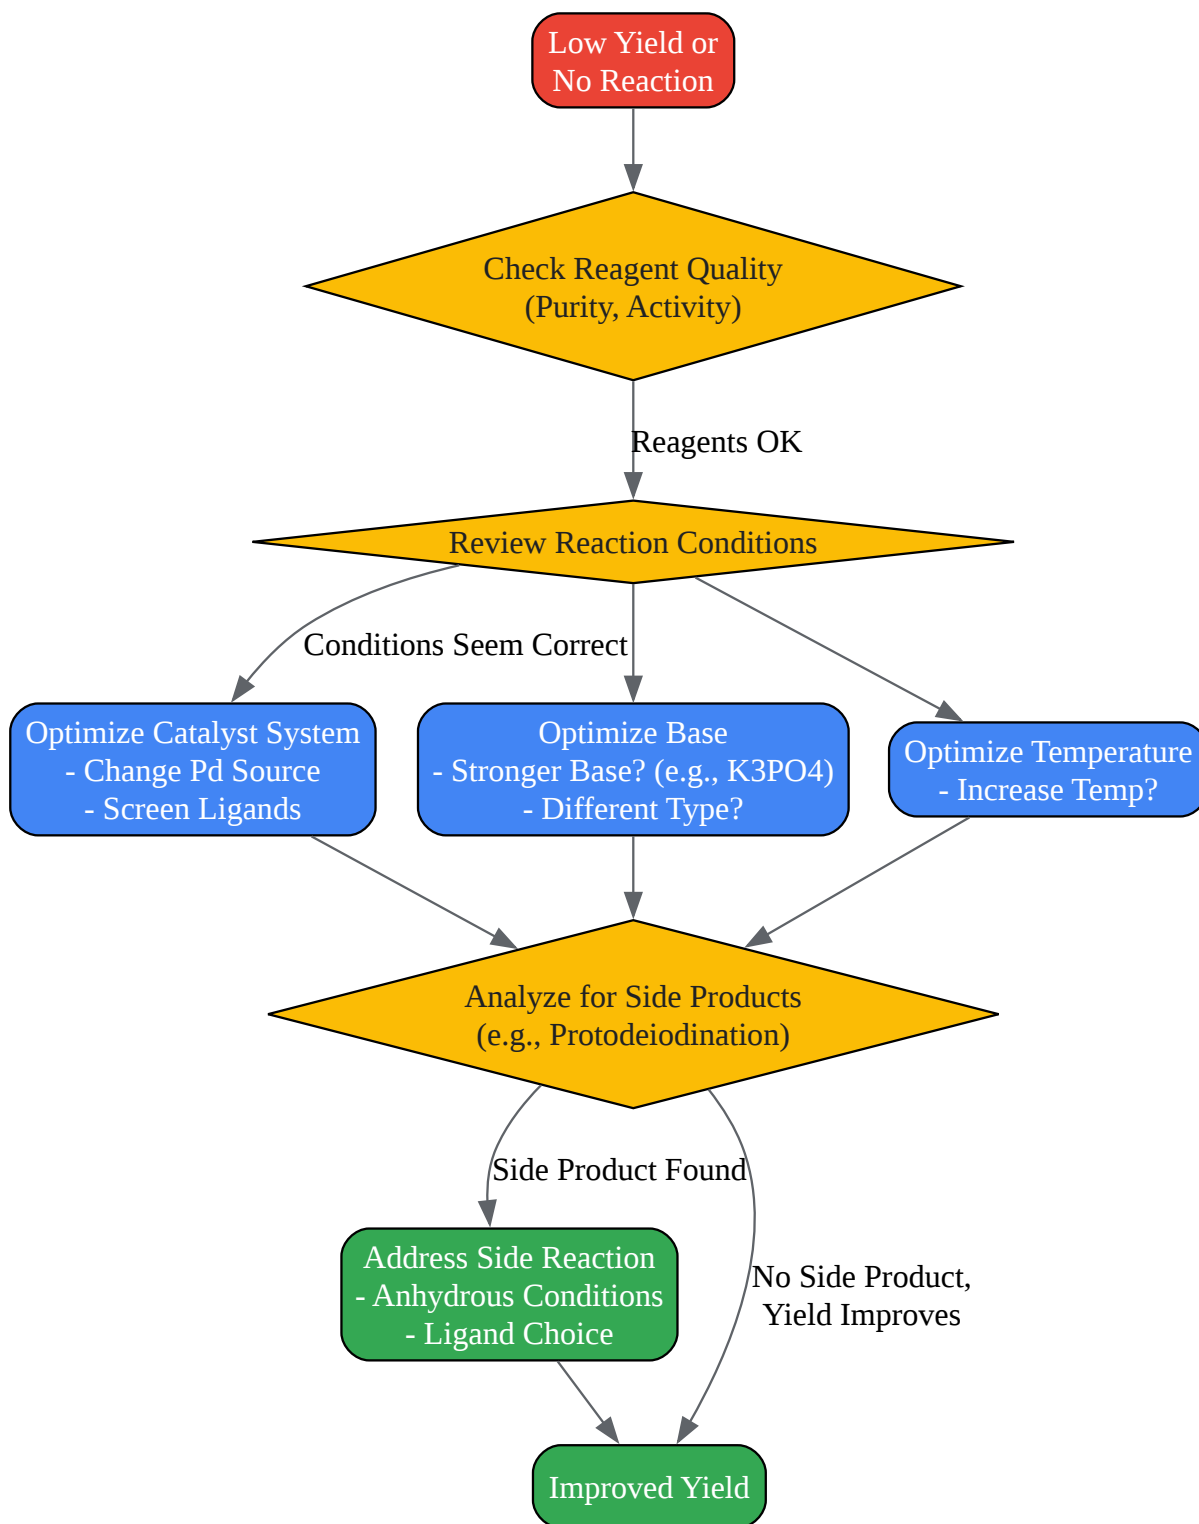 Low Yield or
No Reaction
Check Reagent Quality
(Purity, Activity)
Reagents OK
Review Reaction Conditions
Conditions Seem Correct
Optimize Catalyst System
- Change Pd Source
- Screen Ligands
Optimize Base
- Stronger Base? (e.g., K3PO4)
- Different Type?
Optimize Temperature
- Increase Temp?
Analyze for Side Products
(e.g., Protodeiodination)
Side Product Found
Address Side Reaction
- Anhydrous Conditions
- Ligand Choice
No Side Product,
Yield Improves
Improved Yield